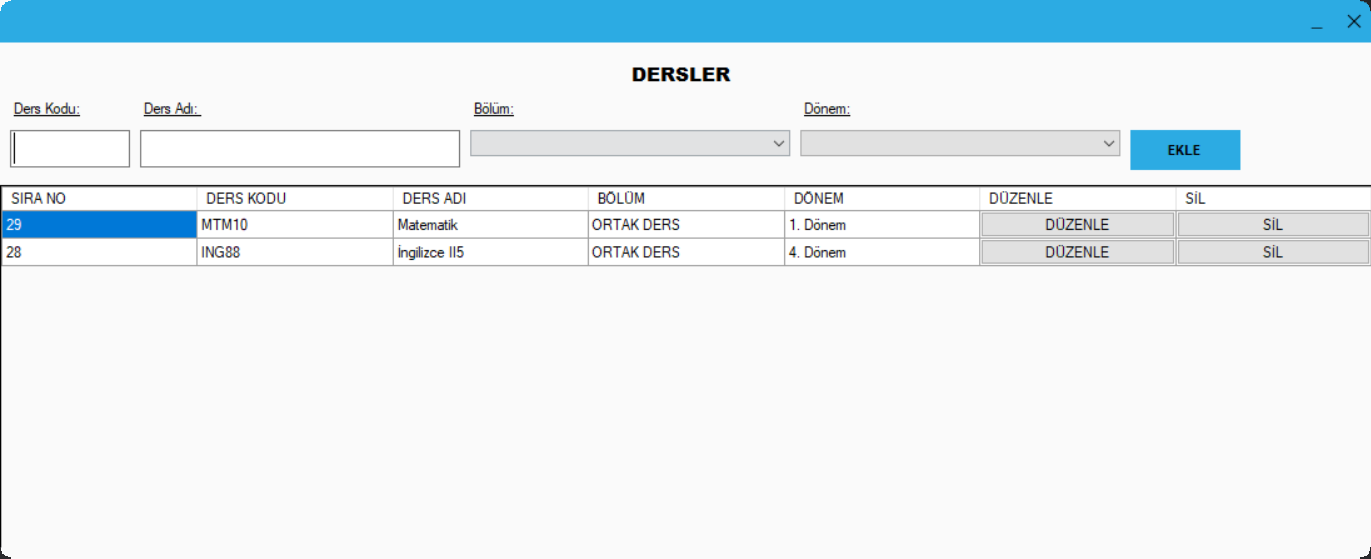 DERSLER
Ders Kodu: Ders Adı: Bölüm: Dönem:
EKLE
SIRA NO DERS KODU DERS ADI BÖLÜM DÖNEM DÜZENLE SİL
29 MTM10 Matematik ORTAK DERS 1. Dönem DÜZENLE SİL
28 ING88 İngilizce II5 ORTAK DERS 4. Dönem DÜZENLE SİL